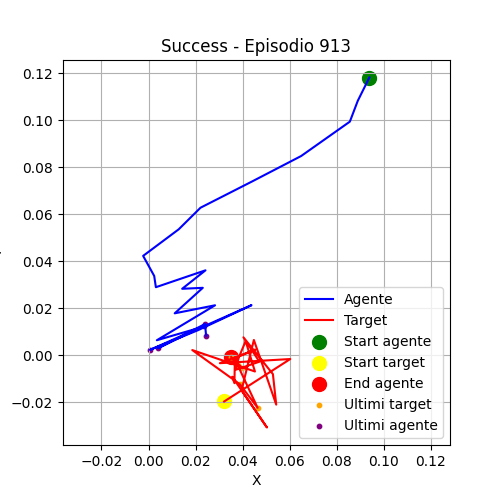 Success - Episodio 913
0.12
0.10
0.08
0.06
0.04
0.02
0.00
−0.02
−0.02
0.00
0.02
0.04
0.06
0.08
0.10
0.12
X
Agente
Target
Start agente
Start target
End agente
Ultimi target
Ultimi agente